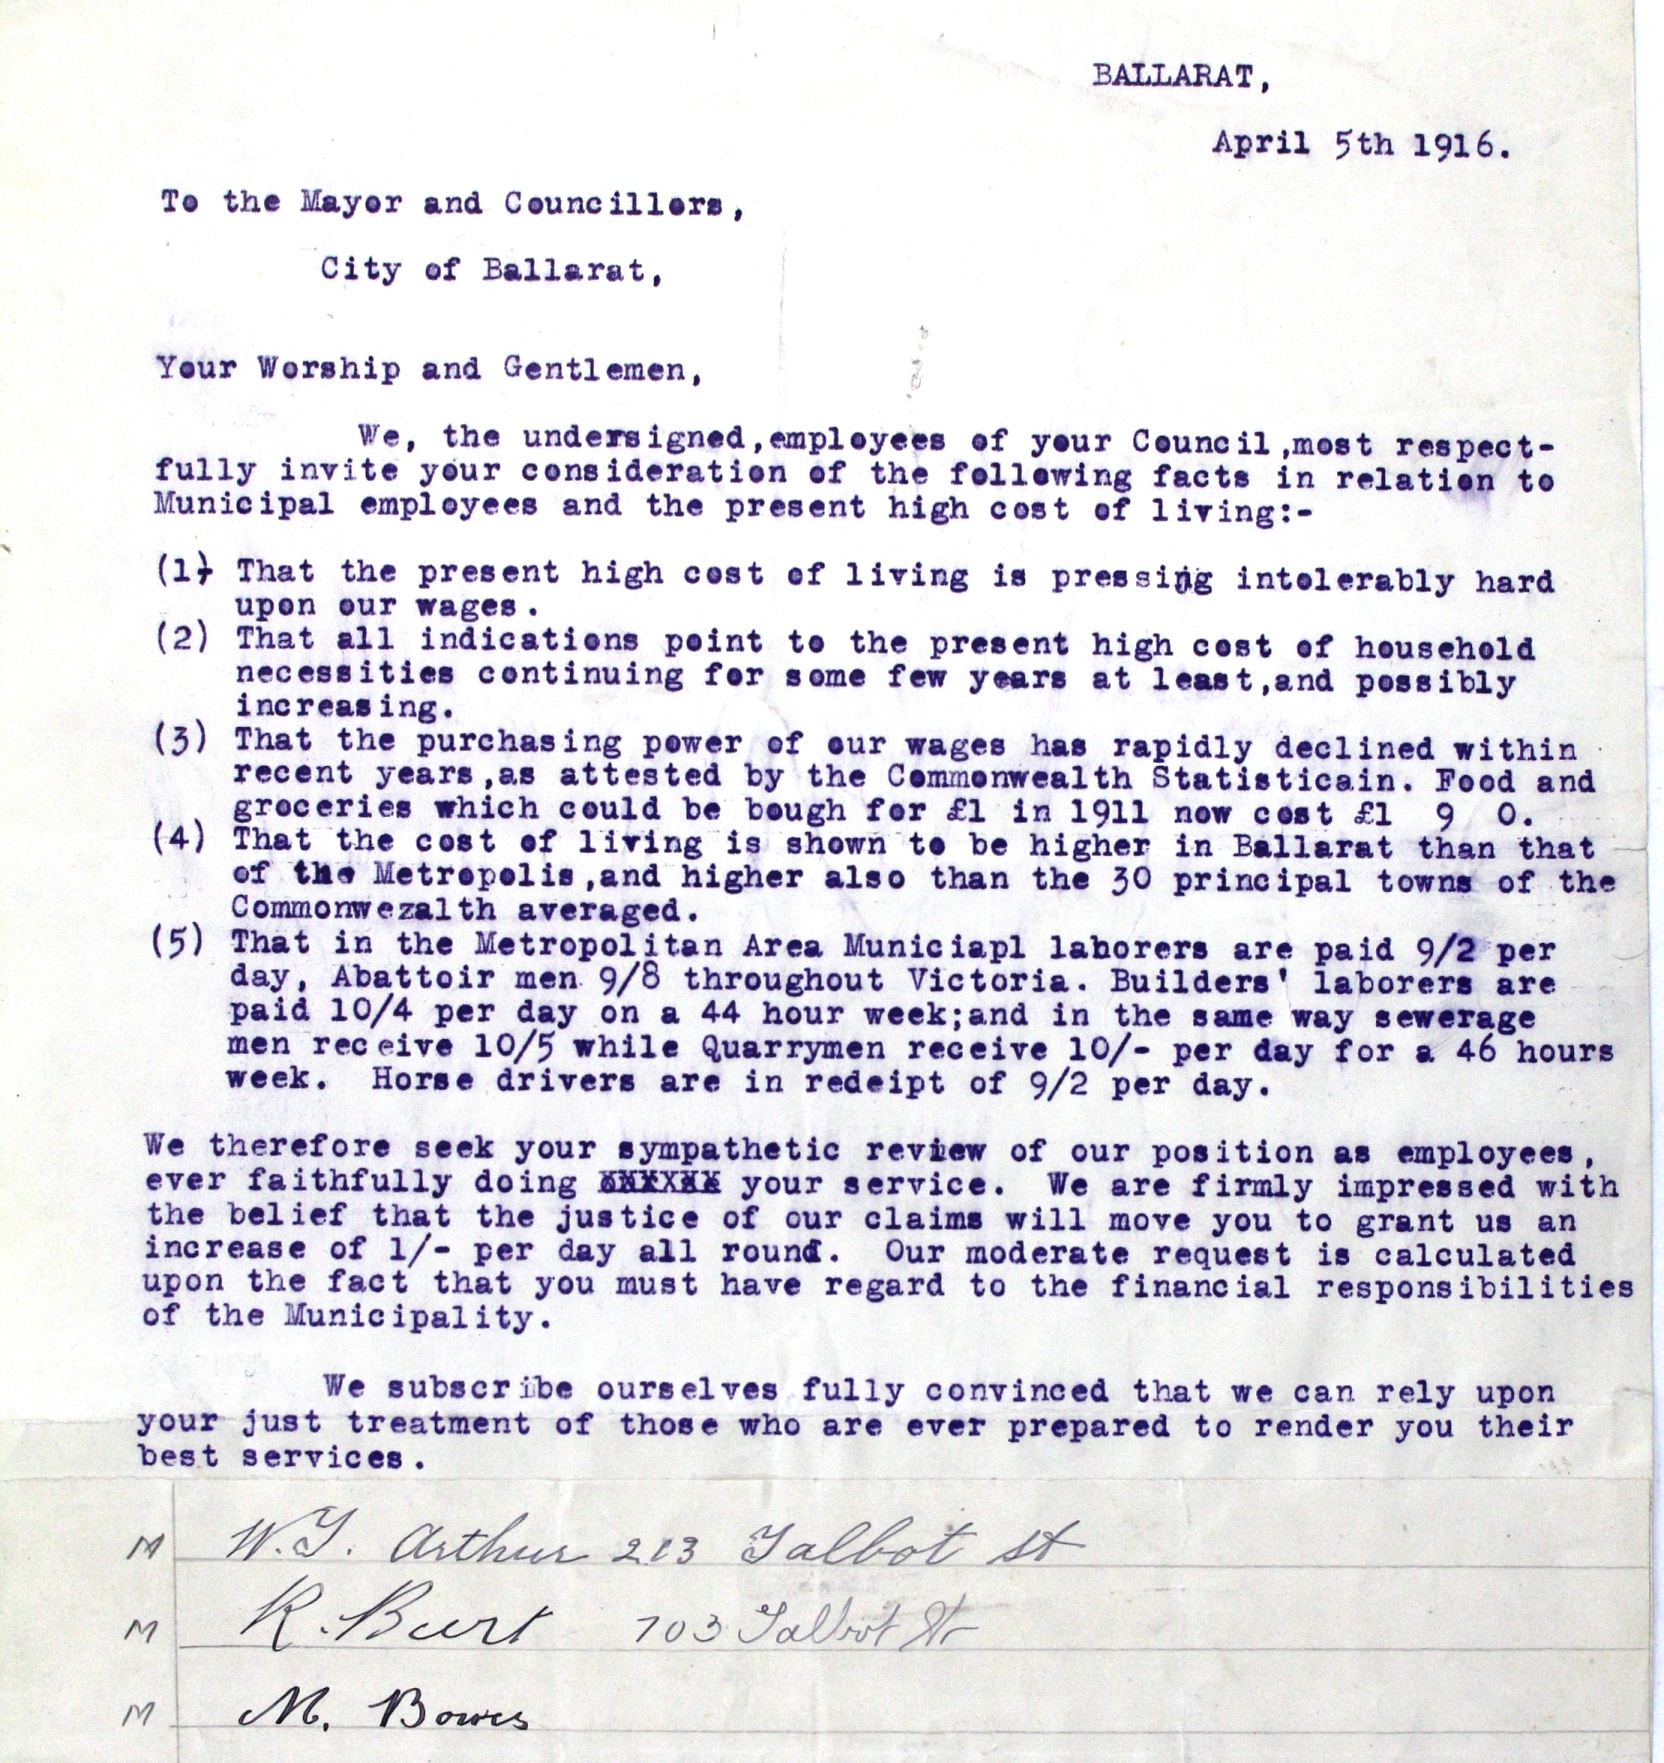 BALLARAT,
April 5th 1916.
To the Mayor and Councillors,
City of Ballarat,
Your Worship and Gentlemen,
We, the undersigned,employees of your Council,most respect-
fully invite your consideration of the following facts in relation to
Municipal employees and the present high cost of living:-
(1) That the present high cost of living is pressing intolerably hard
upon our wages.
(2) That all indications point to the present high cost of household
necessities continuing for some few years at least,and possibly
increasing.
(3) That the purchasing power of our wages has rapidly declined within
recent years,as attested by the Commonwealth Statisticain. Food and
groceries which could be bough for £1 in 1911 now cost £1 9 0.
(4) That the cost of living is shown to be higher in Ballarat than that
of the Metropolis,and higher also than the 30 principal towns of the
Commonwezalth averaged.
(5) That in the Metropolitan Area Municiapl laborers are paid 9/2 per
day, Abattoir men 9/8 throughout Victoria. Builders' laborers are
paid 10/4 per day on a 44 hour week;and in the same way sewerage
men receive 10/5 while Quarrymen receive 10/- per day for a 46 hours
week. Horse drivers are in redeipt of 9/2 per day.
We therefore seek your sympathetic review of our position as employees,
ever faithfully doing xxxxxx your service. We are firmly impressed with
the belief that the justice of our claims will move you to grant us an
increase of 1/- per day all round. Our moderate request is calculated
upon the fact that you must have regard to the financial responsibilities
of the Municipality.
We subscribe ourselves fully convinced that we can rely upon
your just treatment of those who are ever prepared to render you their
best services.
M W.T. Arthur 213 Talbot st
M R. Burt 703 Talbot St
M M. Bowes